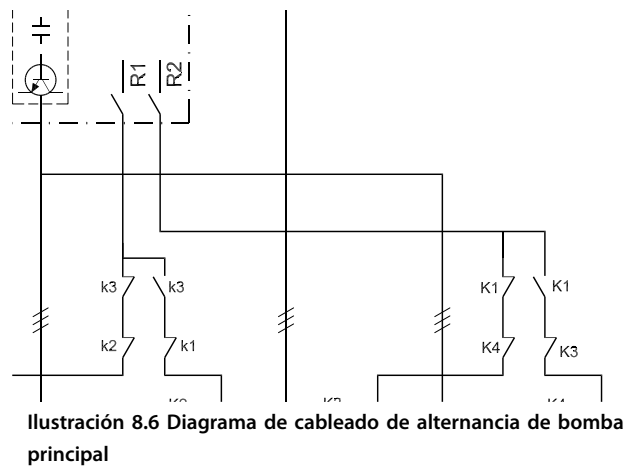 R1 R2
k3 k3 K1 K1
k2 k1 K4 K3
Ilustración 8.6 Diagrama de cableado de alternancia de bomba
principal